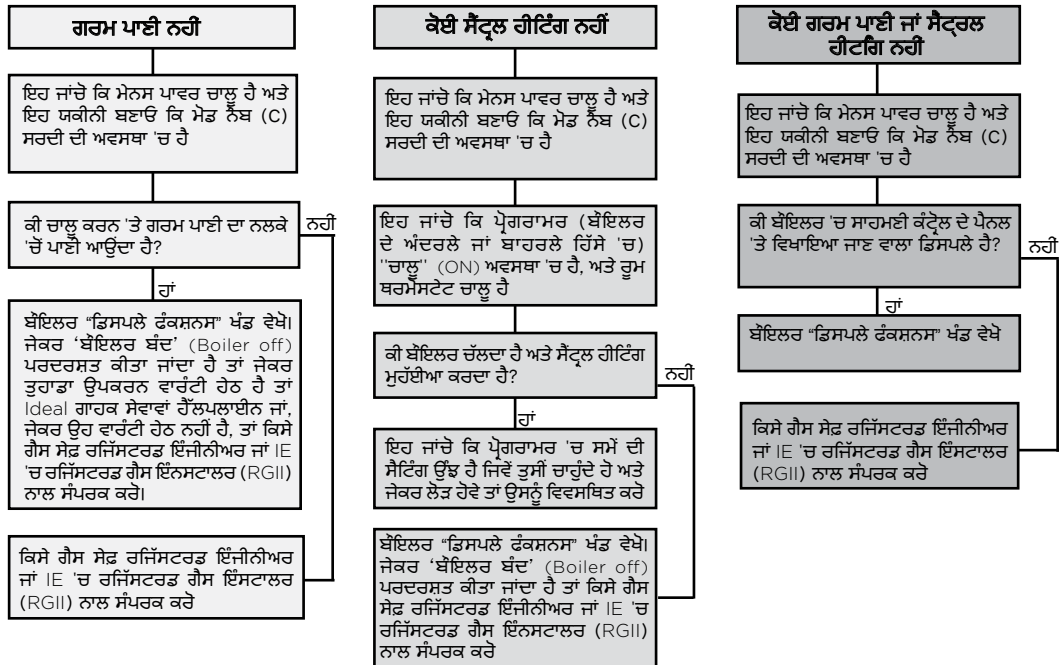 ਗਰਮ ਪਾਣੀ ਨਹੀ
ਇਹ ਜਾਂਚੋ ਕਿ ਮੇਨਸ ਪਾਵਰ ਚਾਲੂ ਹੈ ਅਤੇ
ਇਹ ਯਕੀਨੀ ਬਣਾਓ ਕਿ ਮੋਡ ਨੌਬ (C)
ਸਰਦੀ ਦੀ ਅਵਸਥਾ 'ਚ ਹੈ
ਕੀ ਚਾਲੂ ਕਰਨ 'ਤੇ ਗਰਮ ਪਾਣੀ ਦਾ ਨਲਕੇ
'ਚੋਂ ਪਾਣੀ ਆਉਂਦਾ ਹੈ?
ਨਹੀ
ਹਾਂ
ਬੌਇਲਰ “ਡਿਸਪਲੇ ਫੰਕਸ਼ਨਸ” ਖੰਡ ਵੇਖੋ।
ਜੇਕਰ ‘ਬੌਇਲਰ ਬੰਦ’ (Boiler off)
ਪਰਦਰਸ਼ਤ ਕੀਤਾ ਜਾਂਦਾ ਹੈ ਤਾਂ ਜੇਕਰ
ਤੁਹਾਡਾ ਉਪਕਰਨ ਵਾਰੰਟੀ ਹੇਠ ਹੈ ਤਾਂ
Ideal ਗਾਹਕ ਸੇਵਾਵਾਂ ਹੈੱਲਪਲਾਈਨ ਜਾਂ,
ਜੇਕਰ ਉਹ ਵਾਰੰਟੀ ਹੇਠ ਨਹੀਂ ਹੈ, ਤਾਂ ਕਿਸੇ
ਗੈਸ ਸੇਫ਼ ਰਜਿੱਸਟਰਡ ਇੰਜੀਨੀਅਰ ਜਾਂ IE
'ਚ ਰਜਿੱਸਟਰਡ ਗੈਸ ਇੰਨਸਟਾਲਰ (RGII)
ਨਾਲ ਸੰਪਰਕ ਕਰੋ।
ਕਿਸੇ ਗੈਸ ਸੇਫ਼ ਰਜਿੱਸਟਰਡ ਇੰਜੀਨੀਅਰ
ਜਾਂ IE 'ਚ ਰਜਿੱਸਟਰਡ ਗੈਸ ਇੰਸਟਾਲਰ
(RGII) ਨਾਲ ਸੰਪਰਕ ਕਰੋ
ਕੋਈ ਸੈਂਟ੍ਰਲ ਹੀਟਿੰਗ ਨਹੀਂ
ਇਹ ਜਾਂਚੋ ਕਿ ਮੇਨਸ ਪਾਵਰ ਚਾਲੂ ਹੈ ਅਤੇ
ਇਹ ਯਕੀਨੀ ਬਣਾਓ ਕਿ ਮੋਡ ਨੌਬ (C)
ਸਰਦੀ ਦੀ ਅਵਸਥਾ 'ਚ ਹੈ
ਇਹ ਜਾਂਚੋ ਕਿ ਪ੍ਰੋਗਰਾਮਰ (ਬੌਇਲਰ
ਦੇ ਅੰਦਰਲੇ ਜਾਂ ਬਾਹਰਲੇ ਹਿੱਸੇ 'ਚ)
''ਚਾਲੂ'' (ON) ਅਵਸਥਾ 'ਚ ਹੈ, ਅਤੇ ਰੂਮ
ਥਰਮੌਸਟੇਟ ਚਾਲੂ ਹੈ
ਕੀ ਬੌਇਲਰ ਚੱਲਦਾ ਹੈ ਅਤੇ ਸੈਂਟ੍ਰਲ ਹੀਟਿੰਗ
ਮੁਹੱਈਆ ਕਰਦਾ ਹੈ?
ਨਹੀ
ਹਾਂ
ਇਹ ਜਾਂਚੋ ਕਿ ਪ੍ਰੋਗਰਾਮਰ 'ਚ ਸਮੇਂ ਦੀ
ਸੈਟਿੰਗ ਉਂਝ ਹੈ ਜਿਵੇਂ ਤੁਸੀਂ ਚਾਹੁੰਦੇ ਹੋ ਅਤੇ
ਜੇਕਰ ਲੋੜ ਹੋਵੇ ਤਾਂ ਉਸਨੂੰ ਵਿਵਸਥਿਤ ਕਰੋ
ਬੌਇਲਰ “ਡਿਸਪਲੇ ਫੰਕਸ਼ਨਸ” ਖੰਡ ਵੇਖੋ।
ਜੇਕਰ ‘ਬੌਇਲਰ ਬੰਦ’ (Boiler off)
ਪਰਦਰਸ਼ਤ ਕੀਤਾ ਜਾਂਦਾ ਹੈ ਤਾਂ ਕਿਸੇ ਗੈਸ
ਸੇਫ਼ ਰਜਿੱਸਟਰਡ ਇੰਜੀਨੀਅਰ ਜਾਂ IE 'ਚ
ਰਜਿੱਸਟਰਡ ਗੈਸ ਇੰਨਸਟਾਲਰ (RGII)
ਨਾਲ ਸੰਪਰਕ ਕਰੋ
ਕੋਈ ਗਰਮ ਪਾਣੀ ਜਾਂ ਸੈਟ੍ਰਲ
ਹੀਟਗਿ ਨਹੀਂ
ਇਹ ਜਾਂਚੋ ਕਿ ਮੇਨਸ ਪਾਵਰ ਚਾਲੂ ਹੈ ਅਤੇ
ਇਹ ਯਕੀਨੀ ਬਣਾਓ ਕਿ ਮੋਡ ਨੌਬ (C)
ਸਰਦੀ ਦੀ ਅਵਸਥਾ 'ਚ ਹੈ
ਕੀ ਬੌਇਲਰ 'ਚ ਸਾਹਮਣੀ ਕੰਟ੍ਰੋਲ ਦੇ ਪੈਨਲ
'ਤੇ ਵਿਖਾਇਆ ਜਾਣ ਵਾਲਾ ਡਿਸਪਲੇ ਹੈ?
ਨਹੀ
ਹਾਂ
ਬੌਇਲਰ “ਡਿਸਪਲੇ ਫੰਕਸ਼ਨਸ” ਖੰਡ ਵੇਖੋ
ਕਿਸੇ ਗੈਸ ਸੇਫ਼ ਰਜਿੱਸਟਰਡ ਇੰਜੀਨੀਅਰ
ਜਾਂ IE 'ਚ ਰਜਿੱਸਟਰਡ ਗੈਸ ਇੰਸਟਾਲਰ
(RGII) ਨਾਲ ਸੰਪਰਕ ਕਰੋ